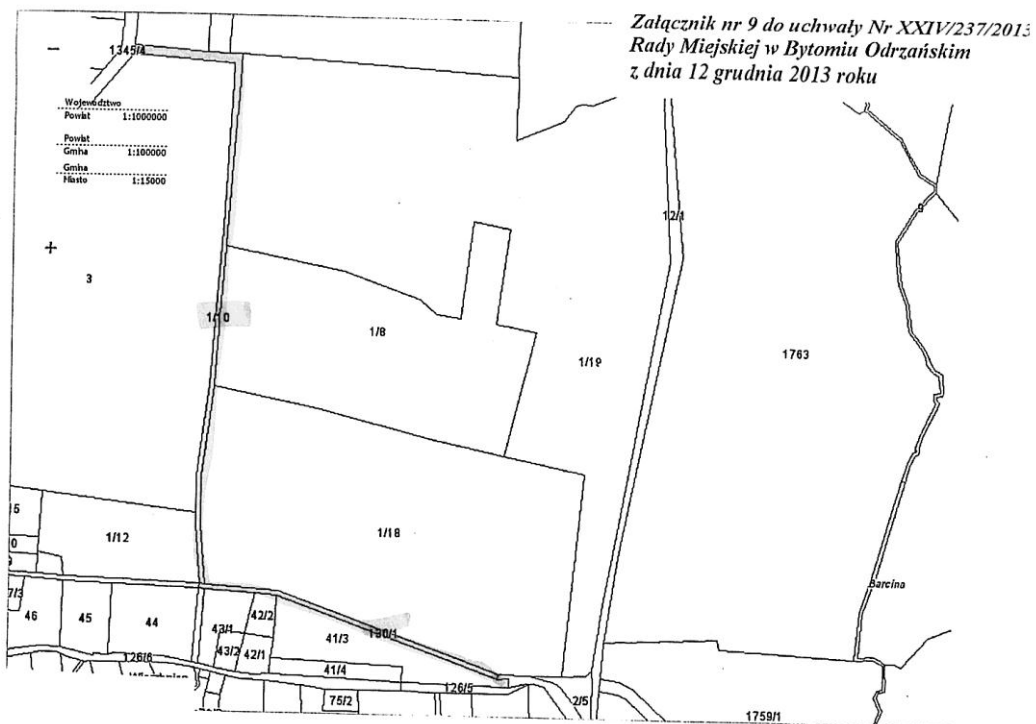 Załącznik nr 9 do uchwały Nr XXIV/237/2013
Rady Miejskiej w Bytomiu Odrzańskim
z dnia 12 grudnia 2013 roku
1345/4
Województwo
Powiat 1:1000000
Powiat
Gmina 1:100000
Gmina
Miasto 1:15000
12/1
3
1/10
1/8
1/19
1763
1/12
1/18
Barcina
46
45
44
43/1
42/2
41/3
130/1
43/2
42/1
126/6
41/4
126/5
75/2
2/5
1759/1